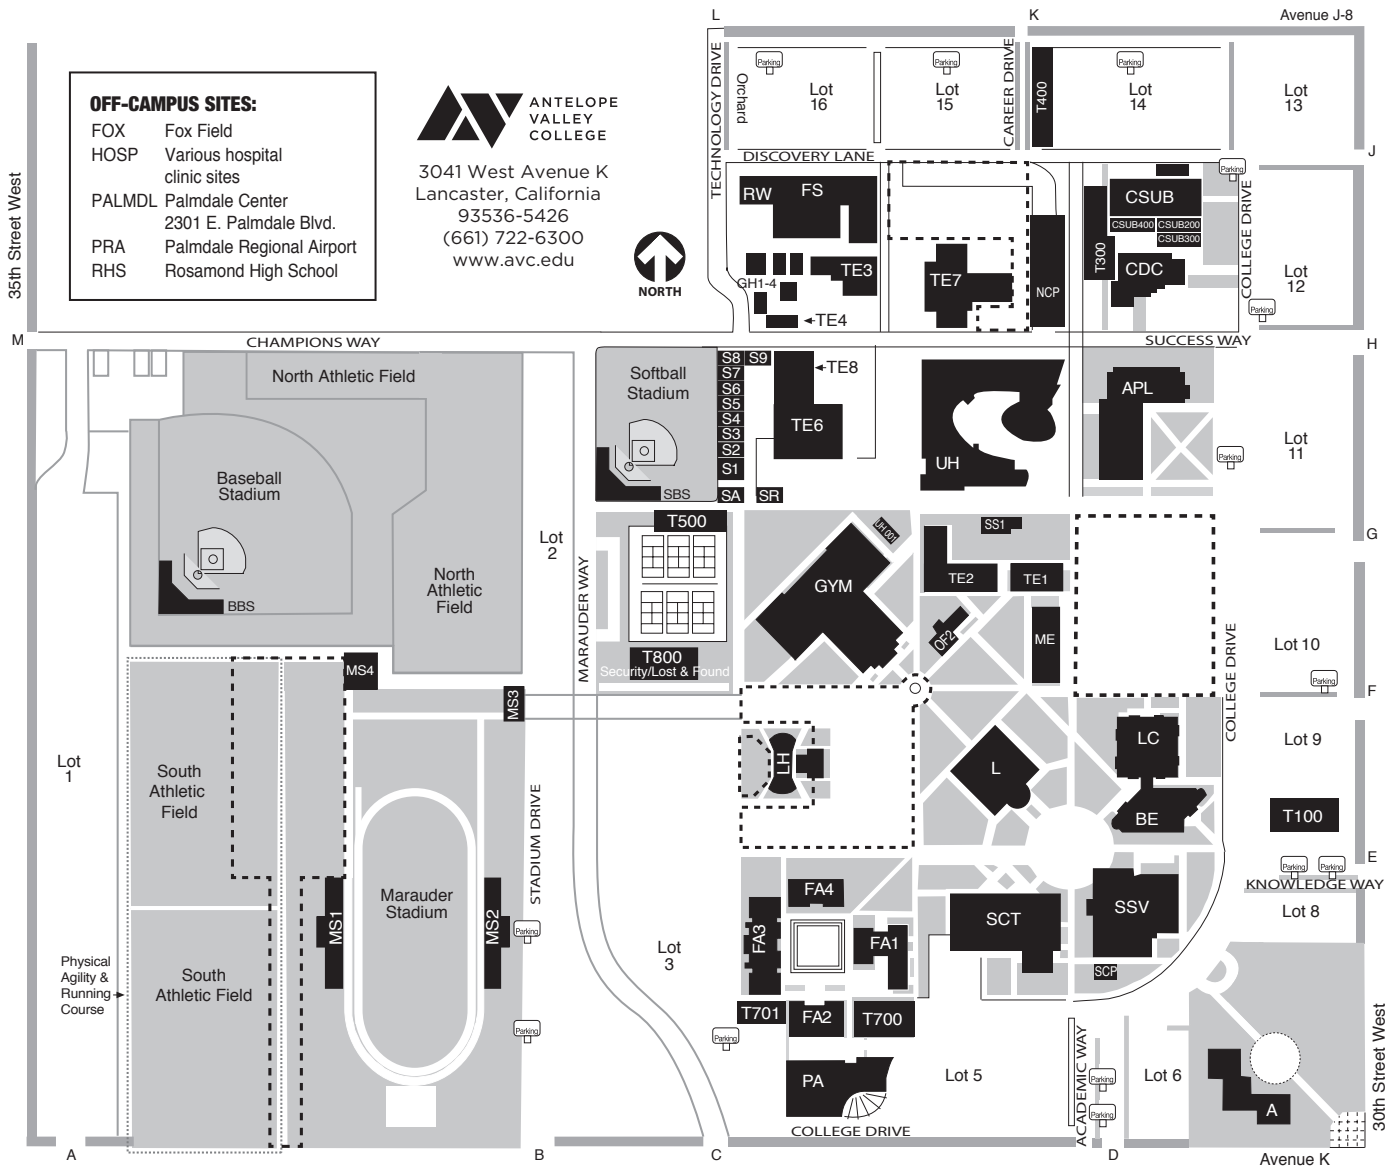 L
K
Avenue J-8
35th Street West
OFF-CAMPUS SITES:
FOX Fox Field
HOSP Various hospital
clinic sites
PALMDL Palmdale Center
2301 E. Palmdale Blvd.
PRA Palmdale Regional Airport
RHS Rosamond High School
ANTELOPE
VALLEY
COLLEGE
3041 West Avenue K
Lancaster, California
93536-5426
(661) 722-6300
www.avc.edu
NORTH
TECHNOLOGY DRIVE
Orchard
Parking
Lot
16
Parking
Lot
15
CAREER DRIVE
T400
Parking
Lot
14
Lot
13
J
DISCOVERY LANE
RW
FS
GH1-4
TE3
TE4
TE7
NCP
T300
CSUB
CSUB400
CSUB200
CSUB300
CDC
Parking
COLLEGE DRIVE
Lot
12
Parking
M
CHAMPIONS WAY
SUCCESS WAY
H
North Athletic Field
Baseball
Stadium
BBS
North
Athletic
Field
Lot
2
Softball
Stadium
SBS
S8
S9
S7
S6
S5
S4
S3
S2
S1
SA
SR
TE8
TE6
UH
APL
Parking
Lot
11
G
MARAUDER WAY
T500
T800
Security/Lost & Found
GYM
UH 001
SS1
TE2
TE1
OF2
ME
COLLEGE DRIVE
Lot 10
Parking
F
MS4
MS3
Lot
1
South
Athletic
Field
STADIUM DRIVE
LH
L
LC
BE
Lot 9
T100
E
Parking
Parking
KNOWLEDGE WAY
Lot 8
Marauder
Stadium
MS1
MS2
Parking
South
Athletic Field
Physical
Agility &
Running
Course
Parking
Lot
3
FA4
FA3
FA1
SCT
SSV
SCP
T701
FA2
T700
Parking
PA
Lot 5
ACADEMIC WAY
Parking
Parking
Lot 6
A
30th Street West
COLLEGE DRIVE
A
B
C
D
Avenue K